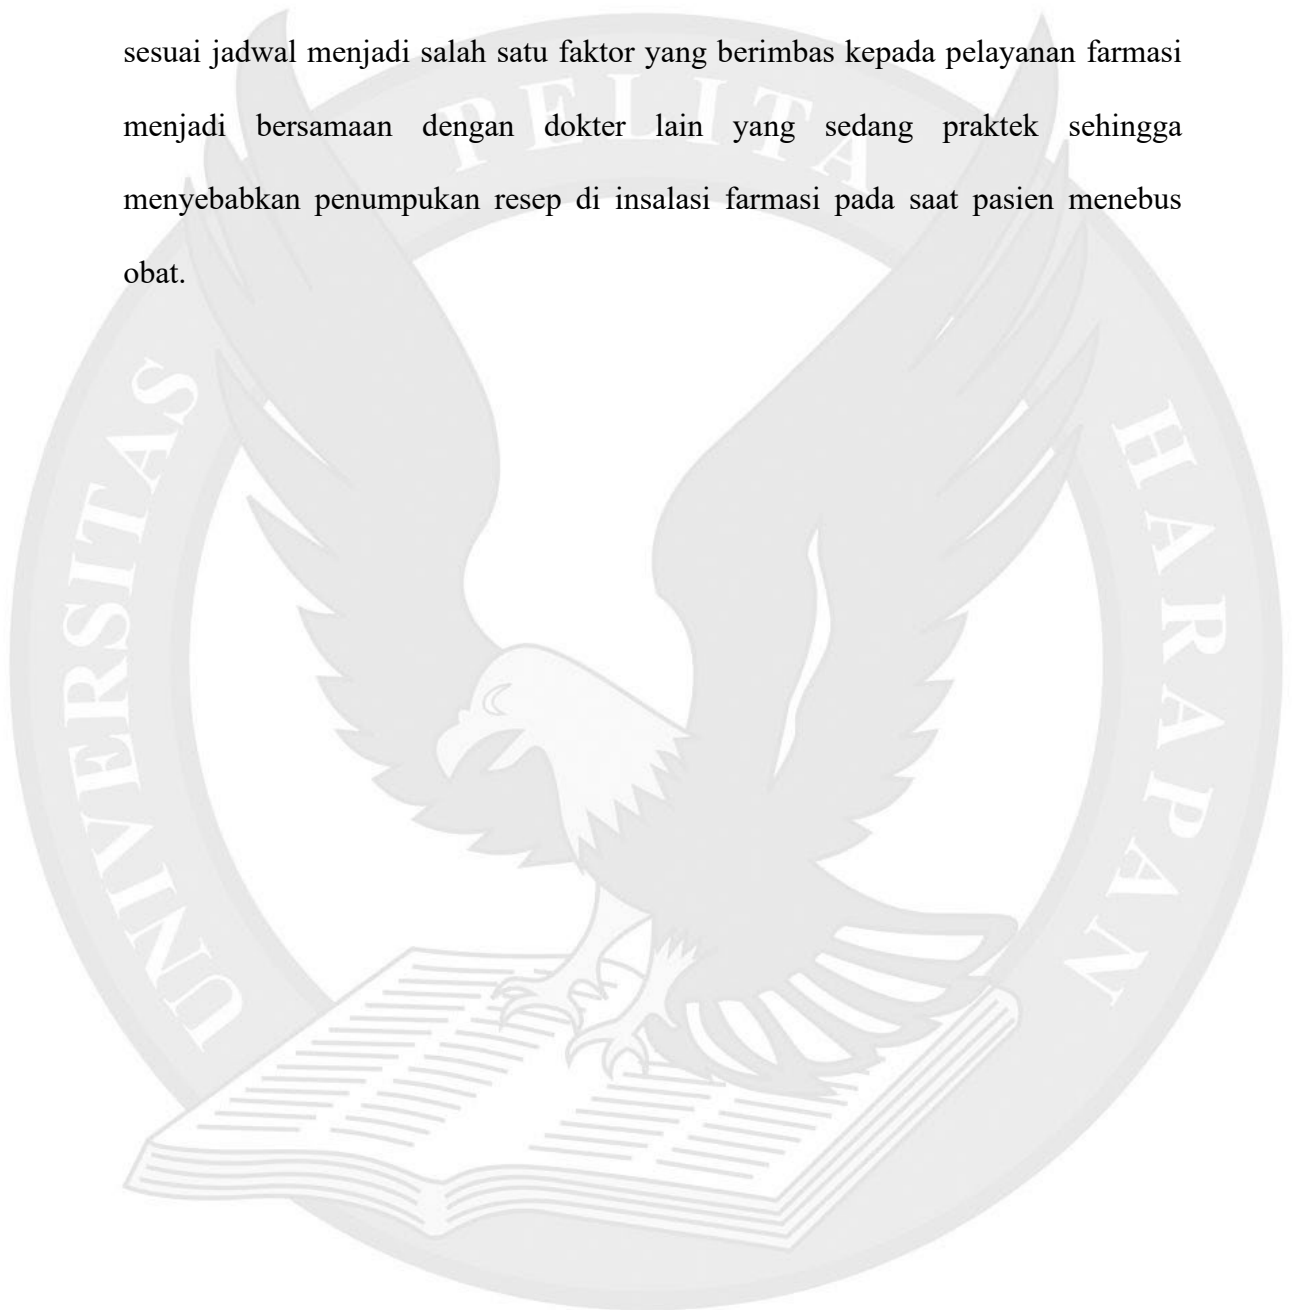 sesuai jadwal menjadi salah satu faktor yang berimbas kepada pelayanan farmasi
menjadi bersamaan dengan dokter lain yang sedang praktek sehingga
menyebabkan penumpukan resep di insalasi farmasi pada saat pasien menebus
obat.
UNIVERSITAS PELITA HARAPAN